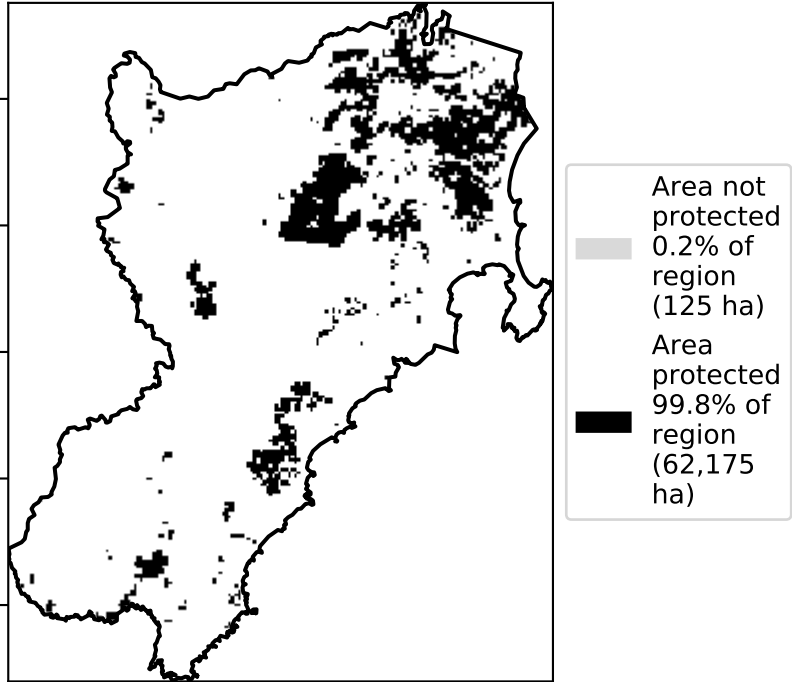 Area not
protected
0.2% of
region
(125 ha)
Area
protected
99.8% of
region
(62,175
ha)